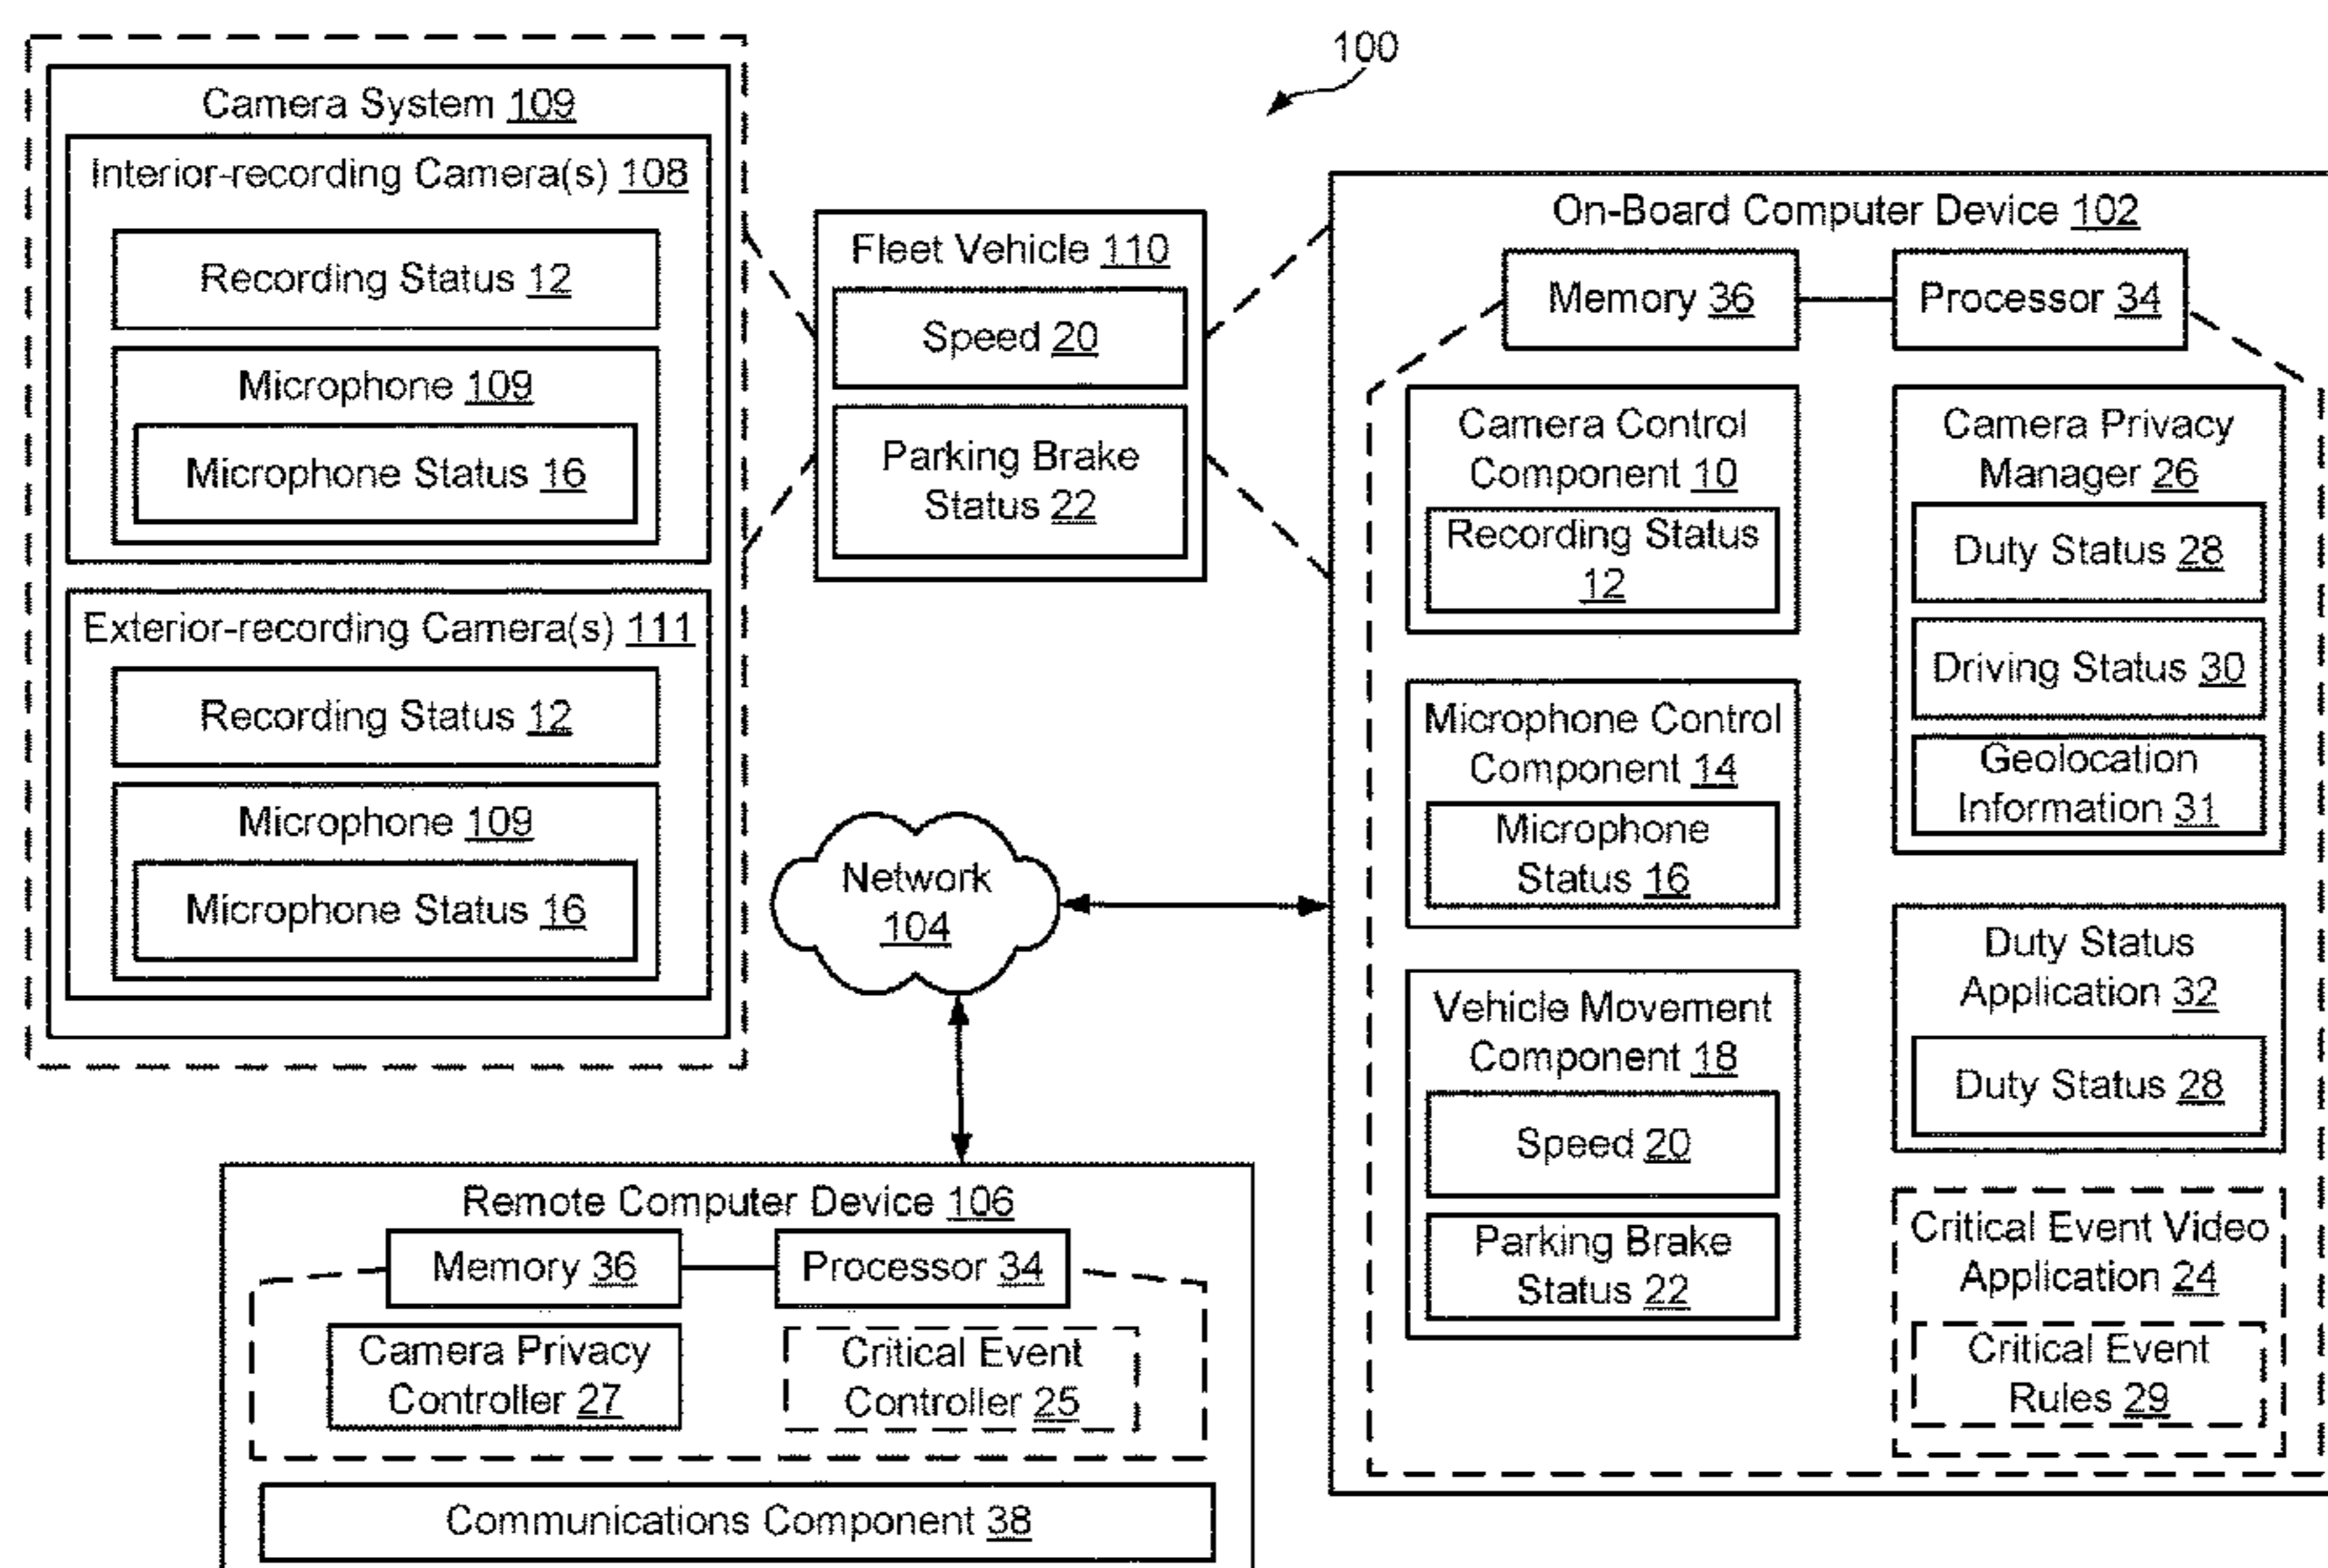 100
Camera System 109
Interior-recording Camera(s) 108
Recording Status 12
Microphone 109
Microphone Status 16
Exterior-recording Camera(s) 111
Recording Status 12
Microphone 109
Microphone Status 16
Fleet Vehicle 110
Speed 20
Parking Brake
Status 22
On-Board Computer Device 102
Memory 36
Processor 34
Camera Control
Component 10
Recording Status
12
Microphone Control
Component 14
Microphone
Status 16
Vehicle Movement
Component 18
Speed 20
Parking Brake
Status 22
Camera Privacy
Manager 26
Duty Status 28
Driving Status 30
Geolocation
Information 31
Duty Status
Application 32
Duty Status 28
Critical Event Video
Application 24
Critical Event
Rules 29
Network
104
Remote Computer Device 106
Memory 36
Processor 34
Camera Privacy
Controller 27
Critical Event
Controller 25
Communications Component 38